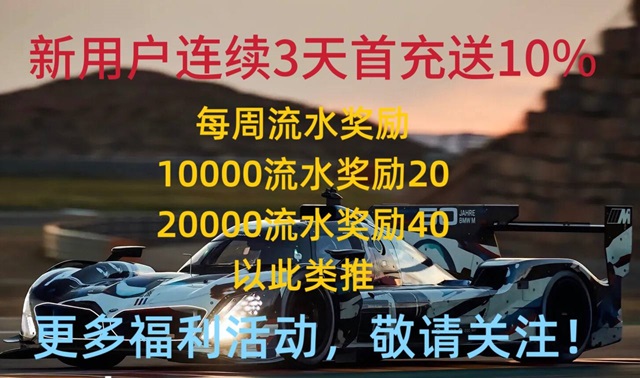 新用户连续3天首充送10%
每周流水奖励
10000流水奖励20
20000流水奖励40
以此类推
更多福利活动，敬请关注！
JAHRE
BMW M
M